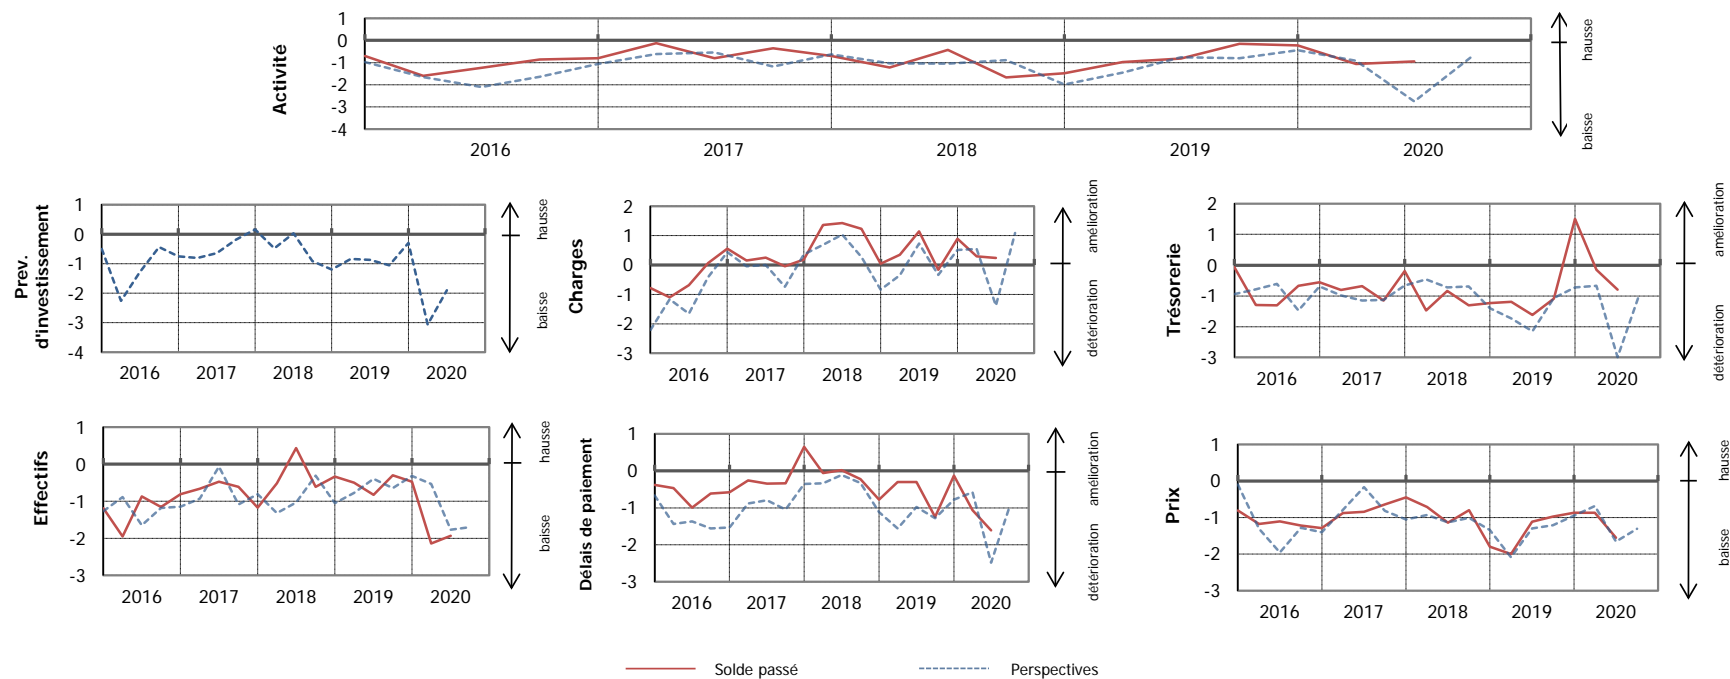 Activité
1
0
-1
-2
-3
-4
2016 2017 2018 2019 2020
hausse
baisse
Prev.
d'investissement
1
0
-1
-2
-3
-4
2016 2017 2018 2019 2020
hausse
baisse
Charges
2
1
0
-1
-2
-3
2016 2017 2018 2019 2020
amélioration
détérioration
Trésorerie
2
1
0
-1
-2
-3
2016 2017 2018 2019 2020
amélioration
détérioration
Effectifs
1
0
-1
-2
-3
2016 2017 2018 2019 2020
hausse
baisse
Délais de paiement
1
0
-1
-2
-3
2016 2017 2018 2019 2020
amélioration
détérioration
Prix
1
0
-1
-2
-3
2016 2017 2018 2019 2020
hausse
baisse
Solde passé Perspectives